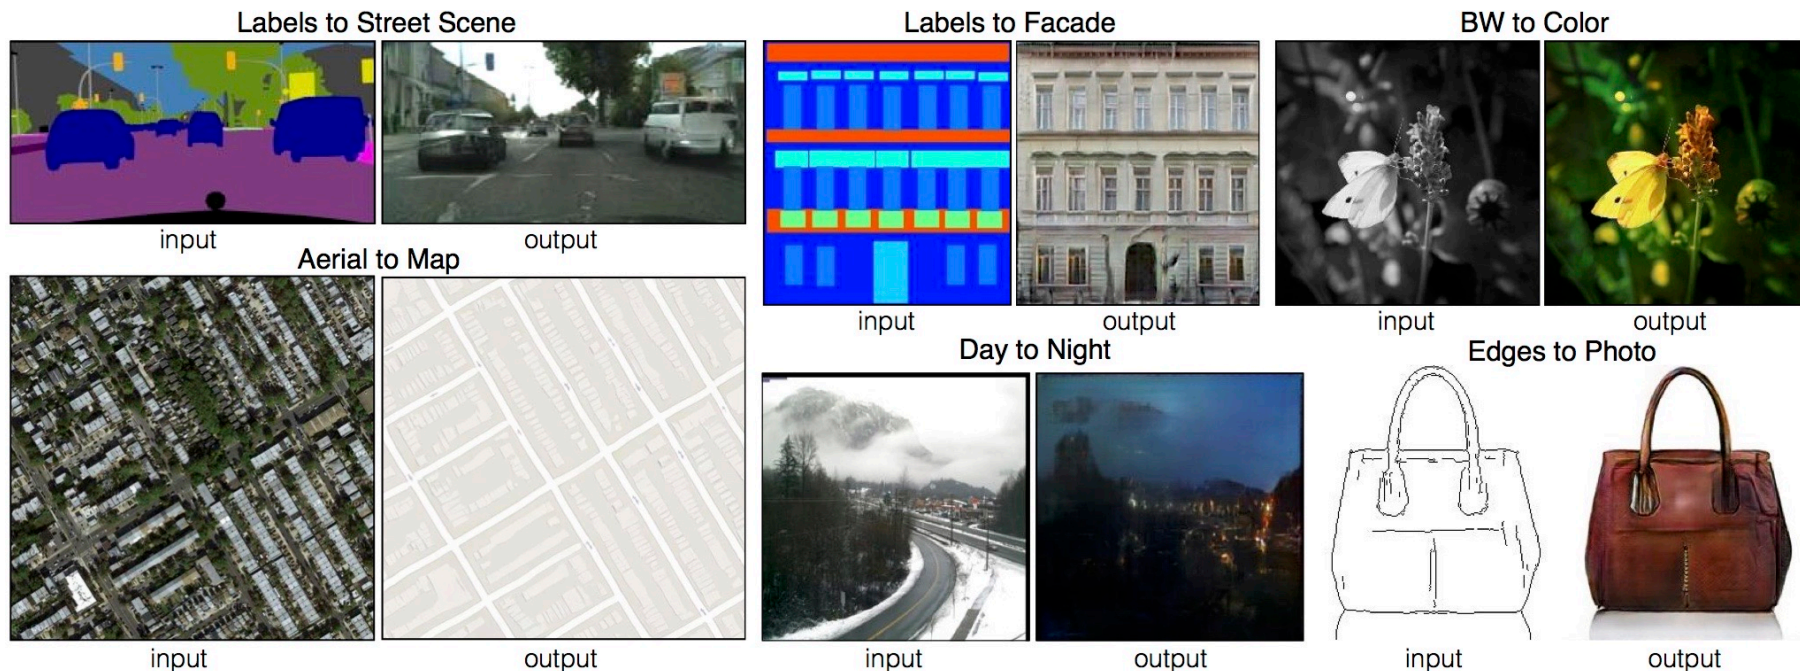 Labels to Street Scene
input
output
Aerial to Map
input
output
Labels to Facade
input
output
BW to Color
input
output
Day to Night
input
output
Edges to Photo
input
output